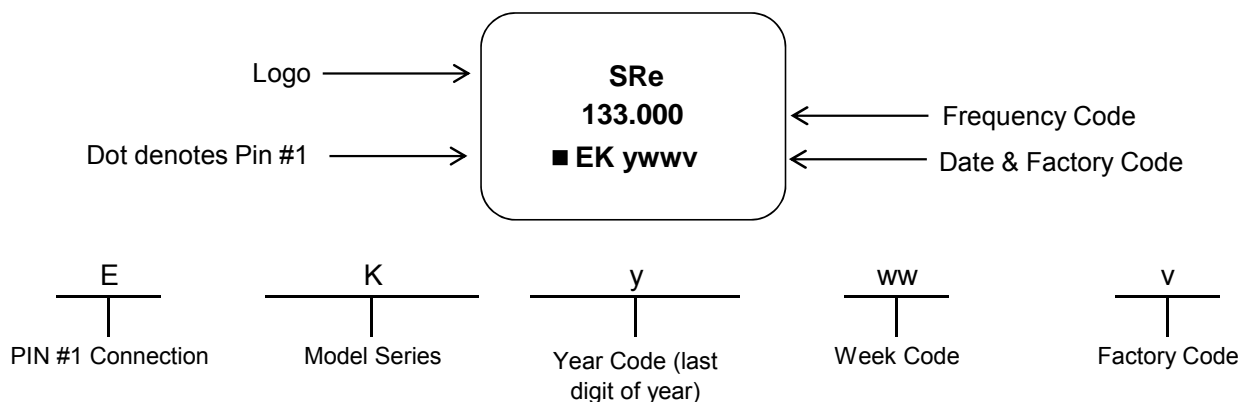 Logo
SRe
133.000
Frequency Code
Dot denotes Pin #1
■ EK ywwv
Date & Factory Code
E K y ww v
PIN #1 Connection Model Series Year Code (last Week Code Factory Code
digit of year)